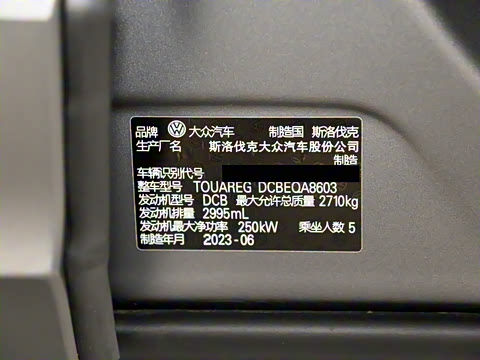 品牌 大众汽车 制造国 斯洛伐克
生产厂名 斯洛伐克大众汽车股份公司
制造
车辆识别代号
整车型号 TOUAREG DCBEQA8603
发动机型号 DCB 最大允许总质量 2710kg
发动机排量 2995mL
发动机最大净功率 250kW 乘坐人数 5
制造年月 2023-06